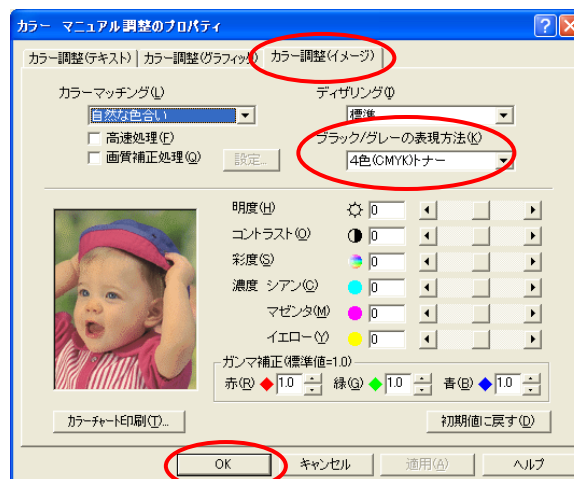 カラー マニュアル調整のプロパティ
カラー調整(テキスト) カラー調整(グラフィック) カラー調整(イメージ)
カラーマッチング(L) ディザリング(I)
自然な色合い 標準
高速処理(F) ブラック/グレーの表現方法(K)
画質補正処理(Q) 設定... 4色(CMYK)トナー
明度(H) 0
コントラスト(O) 0
彩度(S) 0
濃度 シアン(C) 0
マゼンタ(M) 0
イエロー(Y) 0
ガンマ補正(標準値=1.0)
赤(R) 1.0 緑(G) 1.0 青(B) 1.0
カラーチャート印刷(T)... 初期値に戻す(D)
OK キャンセル 適用(A) ヘルプ